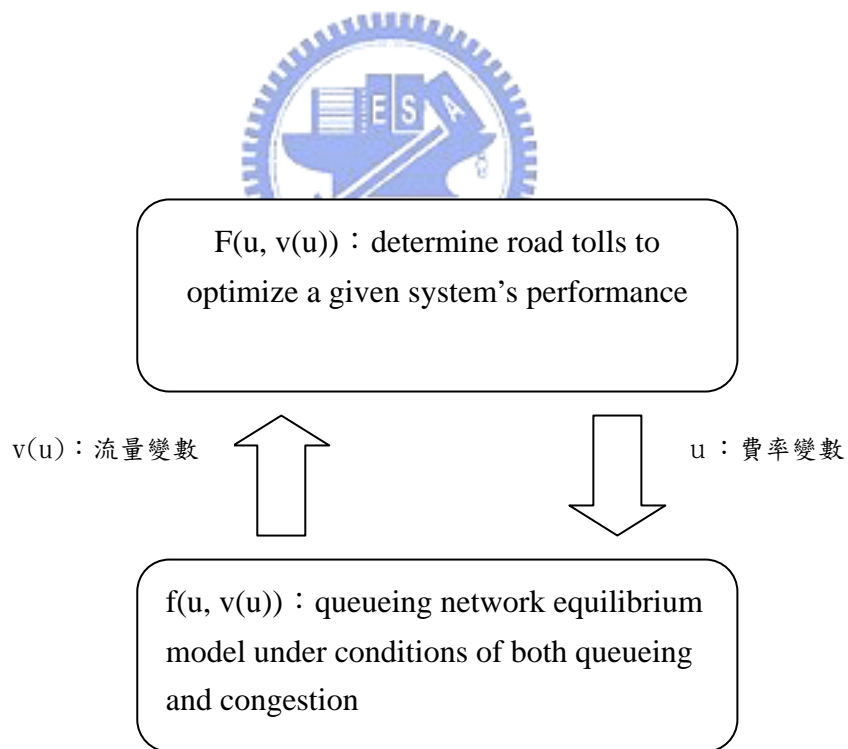 E S A
F(u, v(u))：determine road tolls to
optimize a given system’s performance
v(u)：流量變數
u：費率變數
f(u, v(u))：queueing network equilibrium
model under conditions of both queueing
and congestion